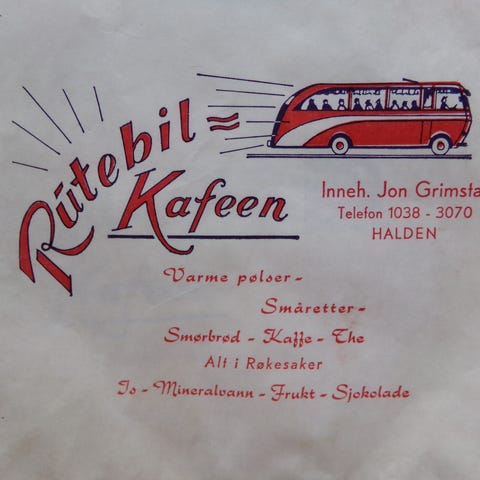 Rútebil
Kafeen
Inneh. Jon Grimsta
Telefon 1038 - 3070
HALDEN
Varme pølser -
Småretter -
Smørbrød - Kaffe - The
Alt i Røkesaker
Is - Mineralvann - Frukt - Sjokolade